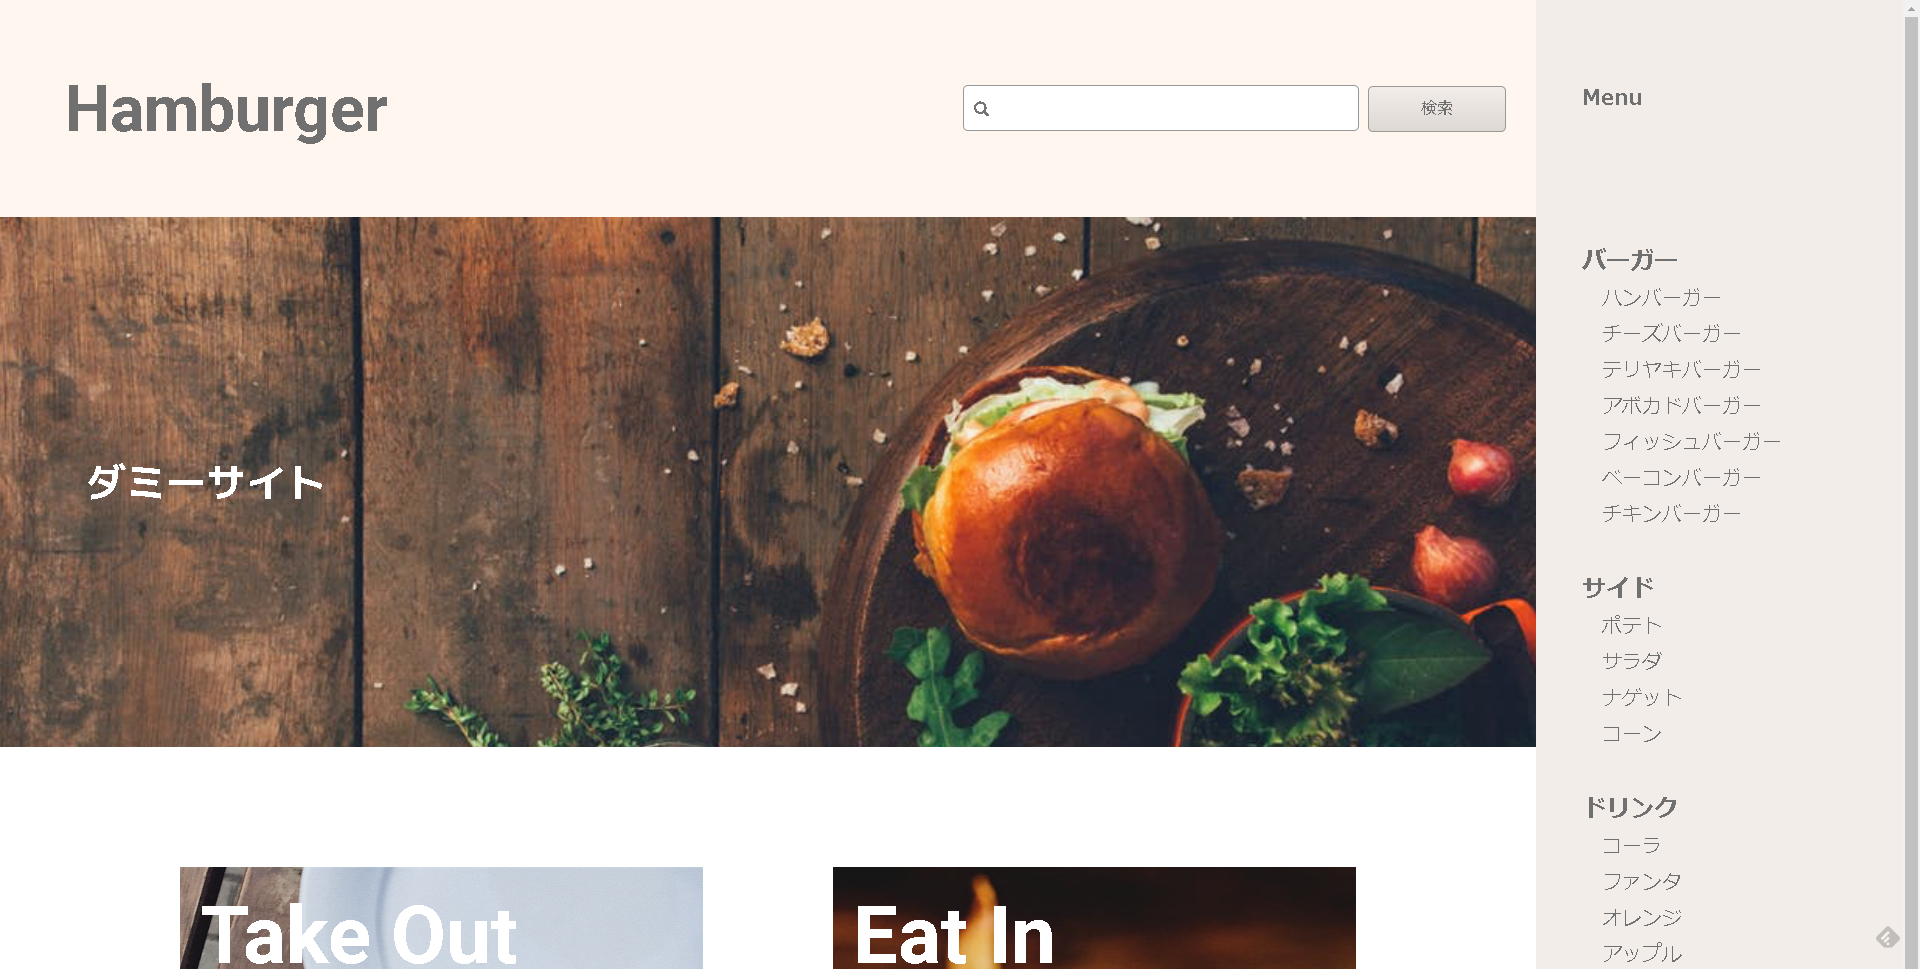 Hamburger
検索
ダミーサイト
Take Out
Eat In
Menu
バーガー
ハンバーガー
チーズバーガー
テリヤキバーガー
アボカドバーガー
フィッシュバーガー
ベーコンバーガー
チキンバーガー
サイド
ポテト
サラダ
ナゲット
コーン
ドリンク
コーラ
ファンタ
オレンジ
アップル